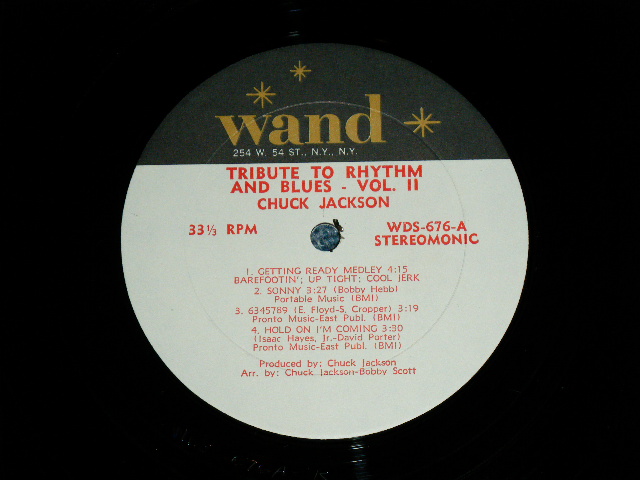 wand
254 W. 54 ST., N.Y., N.Y.
TRIBUTE TO RHYTHM
AND BLUES - VOL. II
CHUCK JACKSON
33⅓ RPM
WDS-676-A
STEREOMONIC
1. GETTING READY MEDLEY 4:15
BAREFOOTIN'; UP TIGHT; COOL JERK
2. SONNY 3:27 (Bobby Hebb)
Portable Music (BMI)
3. 6345789 (E. Floyd-S. Cropper) 3:19
Pronto Music-East Publ. (BMI)
4. HOLD ON I'M COMING 3:30
(Isaac Hayes, Jr.-David Porter)
Pronto Music-East Publ. (BMI)
Produced by: Chuck Jackson
Arr. by: Chuck Jackson-Bobby Scott